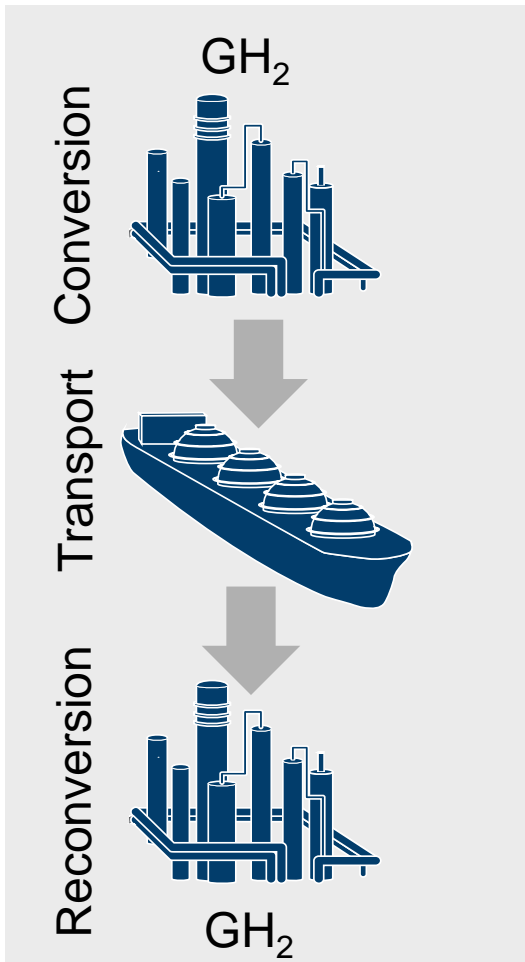 GH₂
Conversion
Transport
Reconversion
GH₂